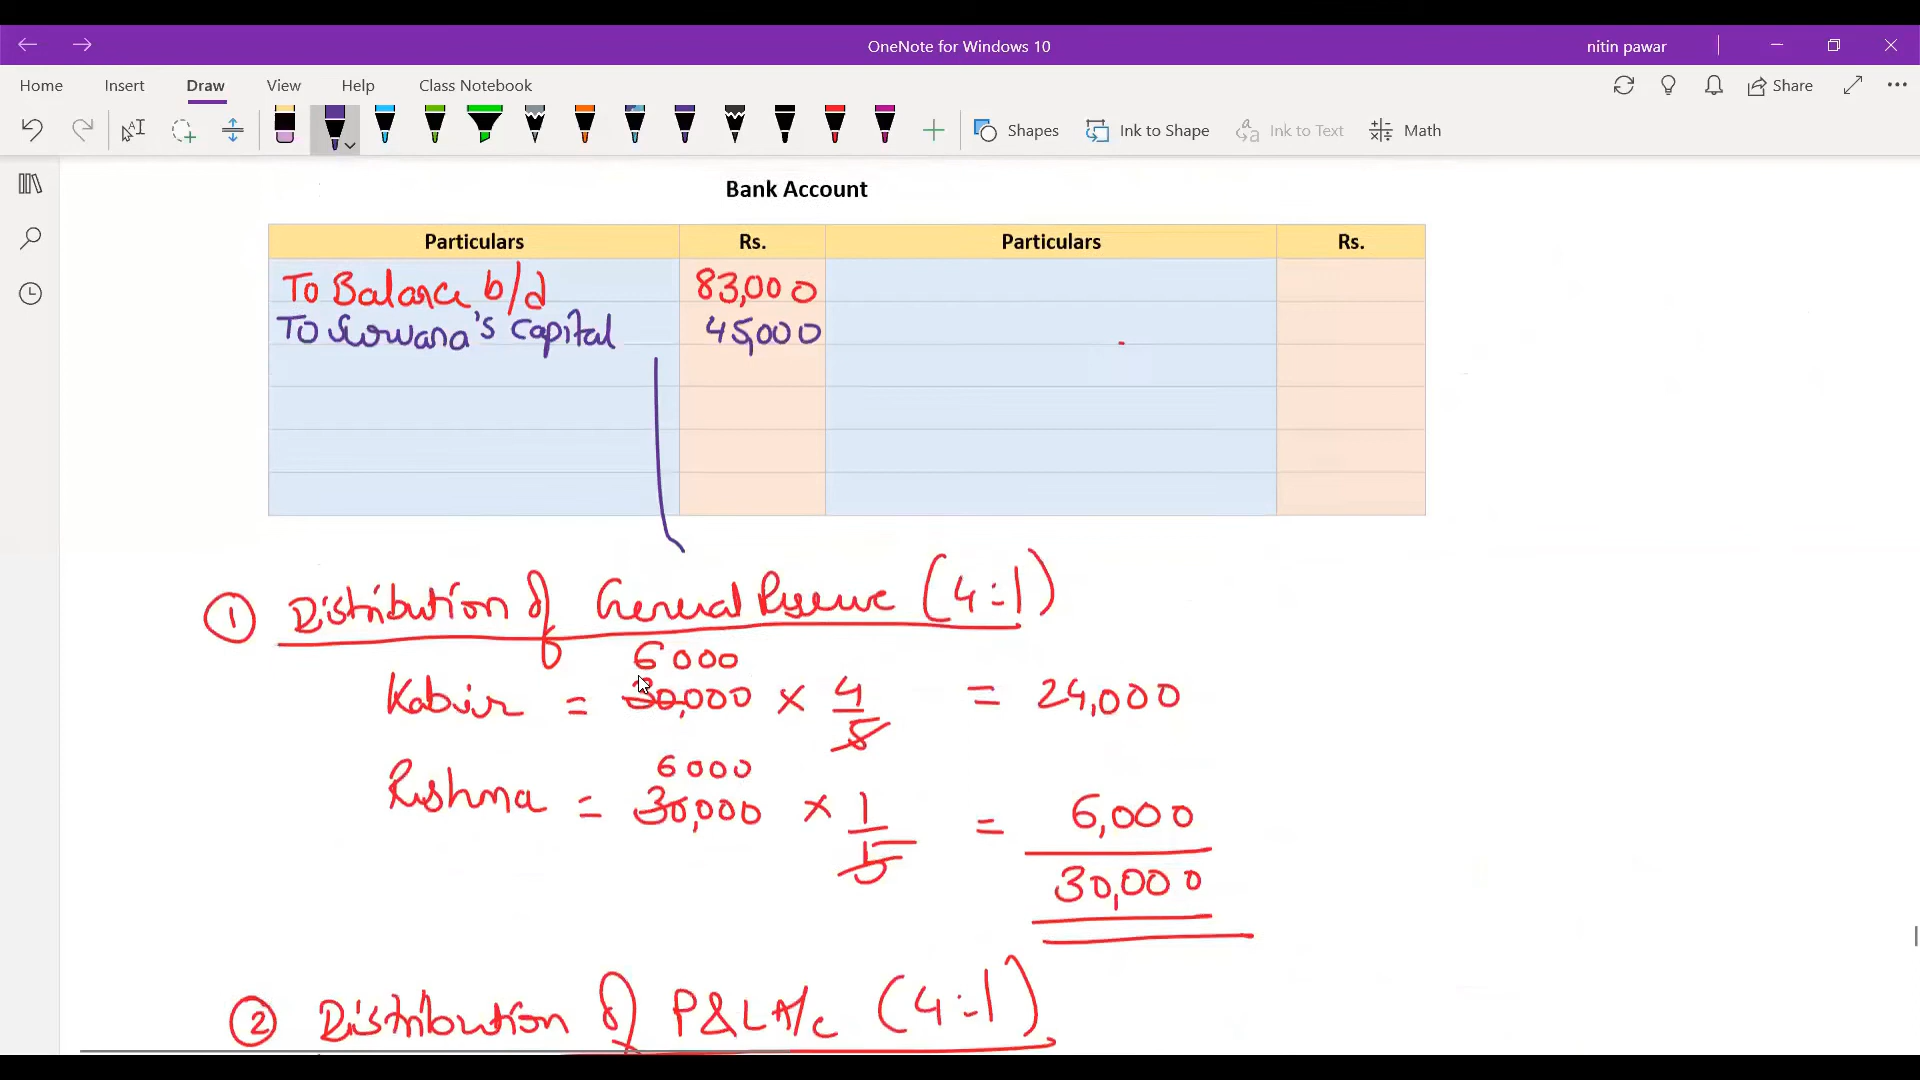 OneNote for Windows 10
nitin pawar
Home Insert Draw View Help Class Notebook
Share
Shapes Ink to Shape Ink to Text Math
Bank Account
Particulars Rs. Particulars Rs.
To Balance b/d 83,000
To Suwarna's Capital 45,000
① Distribution of General Reserve (4:1)
6000
Kabir = 30,000 × 4/5 = 24,000
6000
Reshma = 30,000 × 1/5 = 6,000
30,000
② Distribution of P&L A/c (4:1)